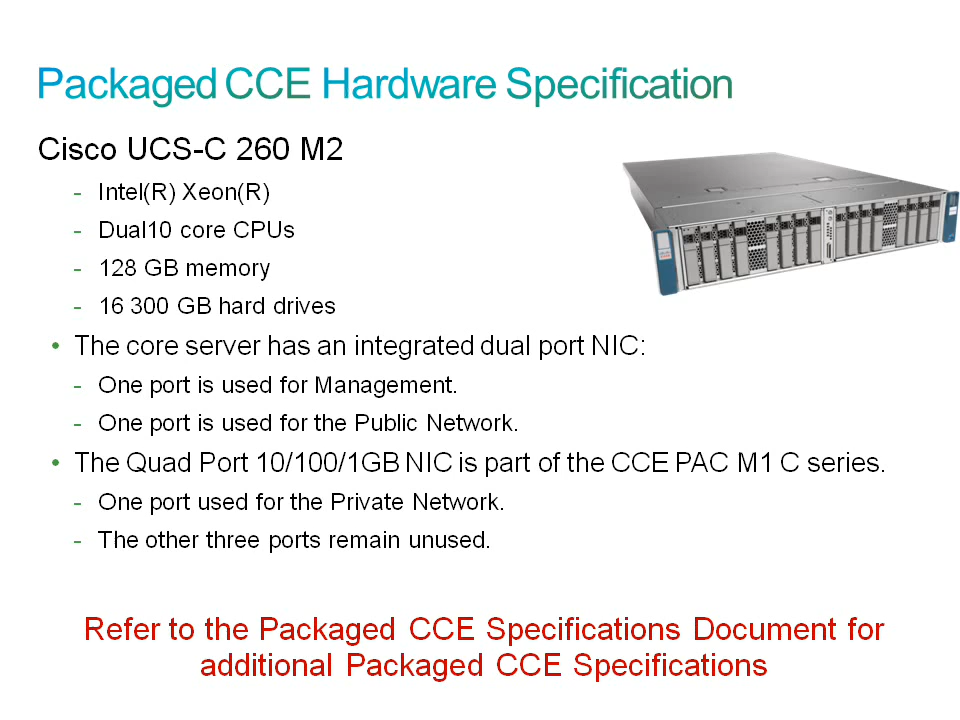 Packaged CCE Hardware Specification
Cisco UCS-C 260 M2
- Intel(R) Xeon(R)
- Dual10 core CPUs
- 128 GB memory
- 16 300 GB hard drives
• The core server has an integrated dual port NIC:
- One port is used for Management.
- One port is used for the Public Network.
• The Quad Port 10/100/1GB NIC is part of the CCE PAC M1 C series.
- One port used for the Private Network.
- The other three ports remain unused.
Refer to the Packaged CCE Specifications Document for
additional Packaged CCE Specifications